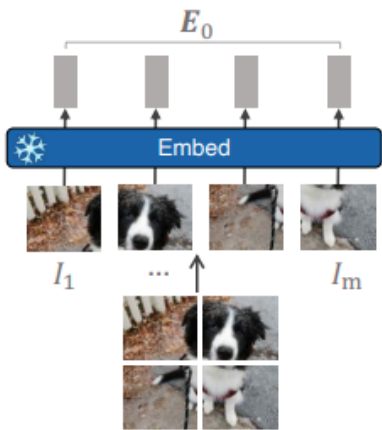 E₀
Embed
I₁ ... Iₘ